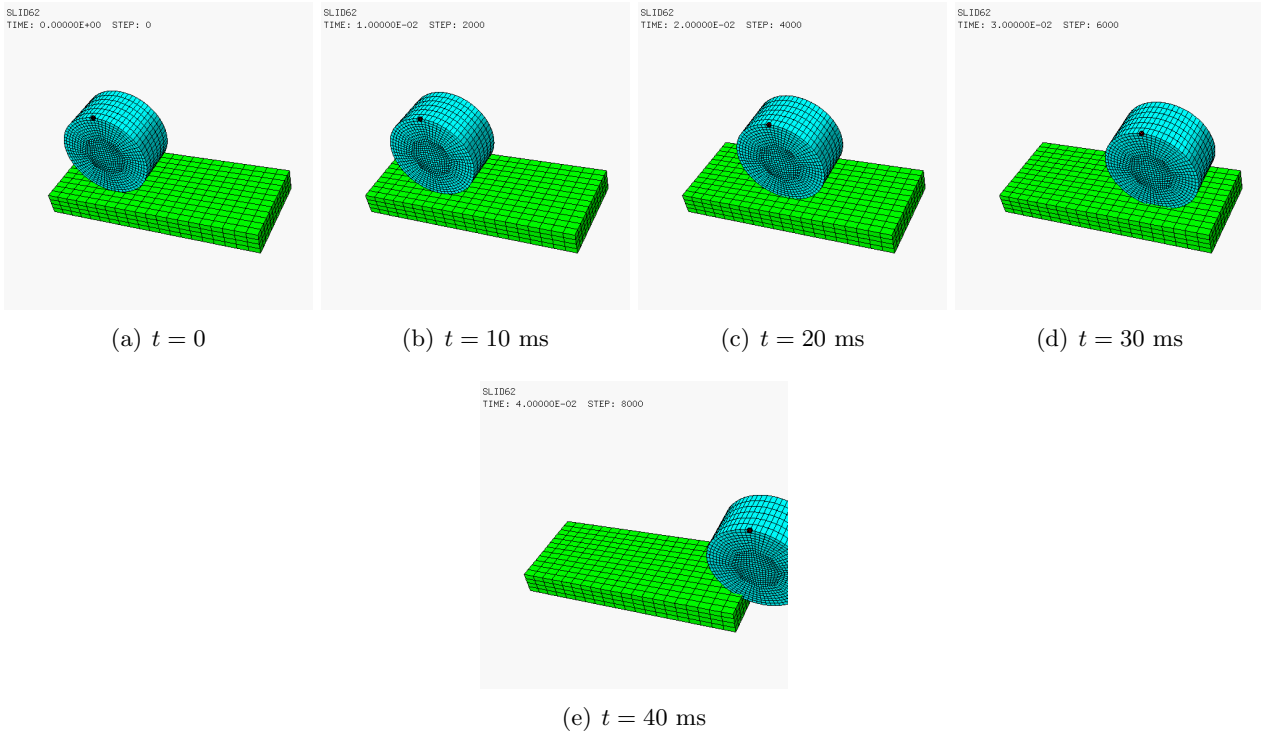 SLID62
TIME: 0.00000E+00 STEP: 0
SLID62
TIME: 1.00000E-02 STEP: 2000
SLID62
TIME: 2.00000E-02 STEP: 4000
SLID62
TIME: 3.00000E-02 STEP: 6000
(a) t = 0
(b) t = 10 ms
(c) t = 20 ms
(d) t = 30 ms
SLID62
TIME: 4.00000E-02 STEP: 8000
(e) t = 40 ms